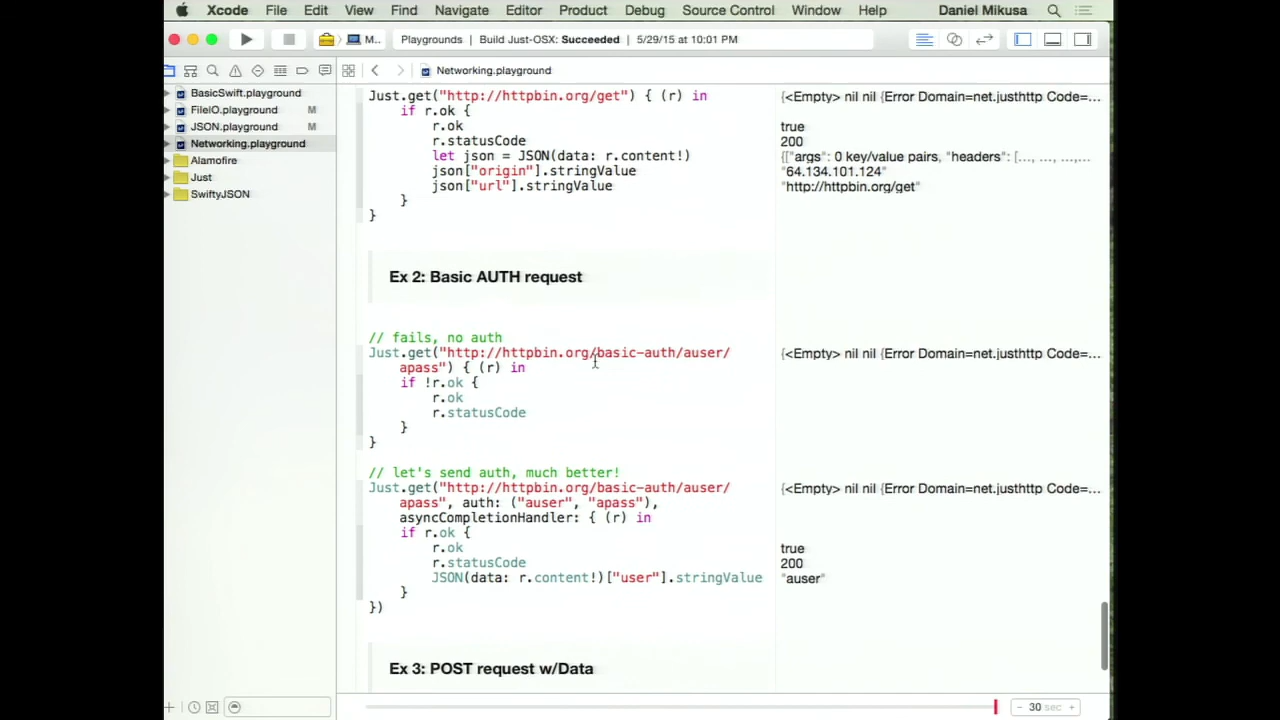 Xcode File Edit View Find Navigate Editor Product Debug Source Control Window Help Daniel Mikusa
M... Playgrounds Build Just-OSX: Succeeded 5/29/15 at 10:01 PM
Networking.playground
BasicSwift.playground
FileIO.playground M
JSON.playground M
Networking.playground
Alamofire
Just
SwiftyJSON
Just.get("http://httpbin.org/get") { (r) in {<Empty> nil nil {Error Domain=net.justhttp Code=...
if r.ok {
r.ok true
r.statusCode 200
let json = JSON(data: r.content!) {["args": 0 key/value pairs, "headers": [..., ..., ...,...
json["origin"].stringValue "64.134.101.124"
json["url"].stringValue "http://httpbin.org/get"
}
}
Ex 2: Basic AUTH request
// fails, no auth
Just.get("http://httpbin.org/basic-auth/auser/ {<Empty> nil nil {Error Domain=net.justhttp Code=...
apass") { (r) in
if !r.ok {
r.ok
r.statusCode
}
}
// let's send auth, much better!
Just.get("http://httpbin.org/basic-auth/auser/ {<Empty> nil nil {Error Domain=net.justhttp Code=...
apass", auth: ("auser", "apass"),
asyncCompletionHandler: { (r) in
if r.ok {
r.ok true
r.statusCode 200
JSON(data: r.content!)["user"].stringValue "auser"
}
})
Ex 3: POST request w/Data
- 30 sec +